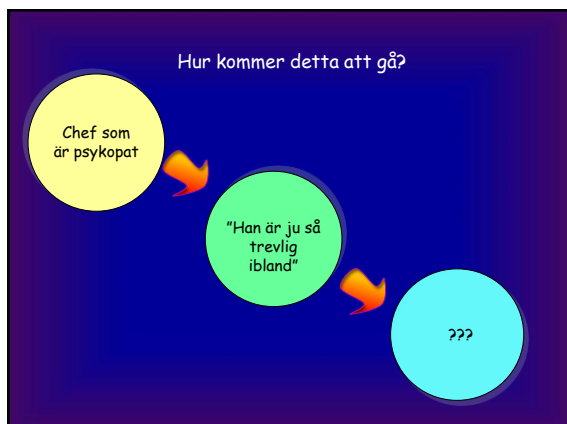 Hur kommer detta att gå?
Chef som
är psykopat
”Han är ju så
trevlig
ibland”
???